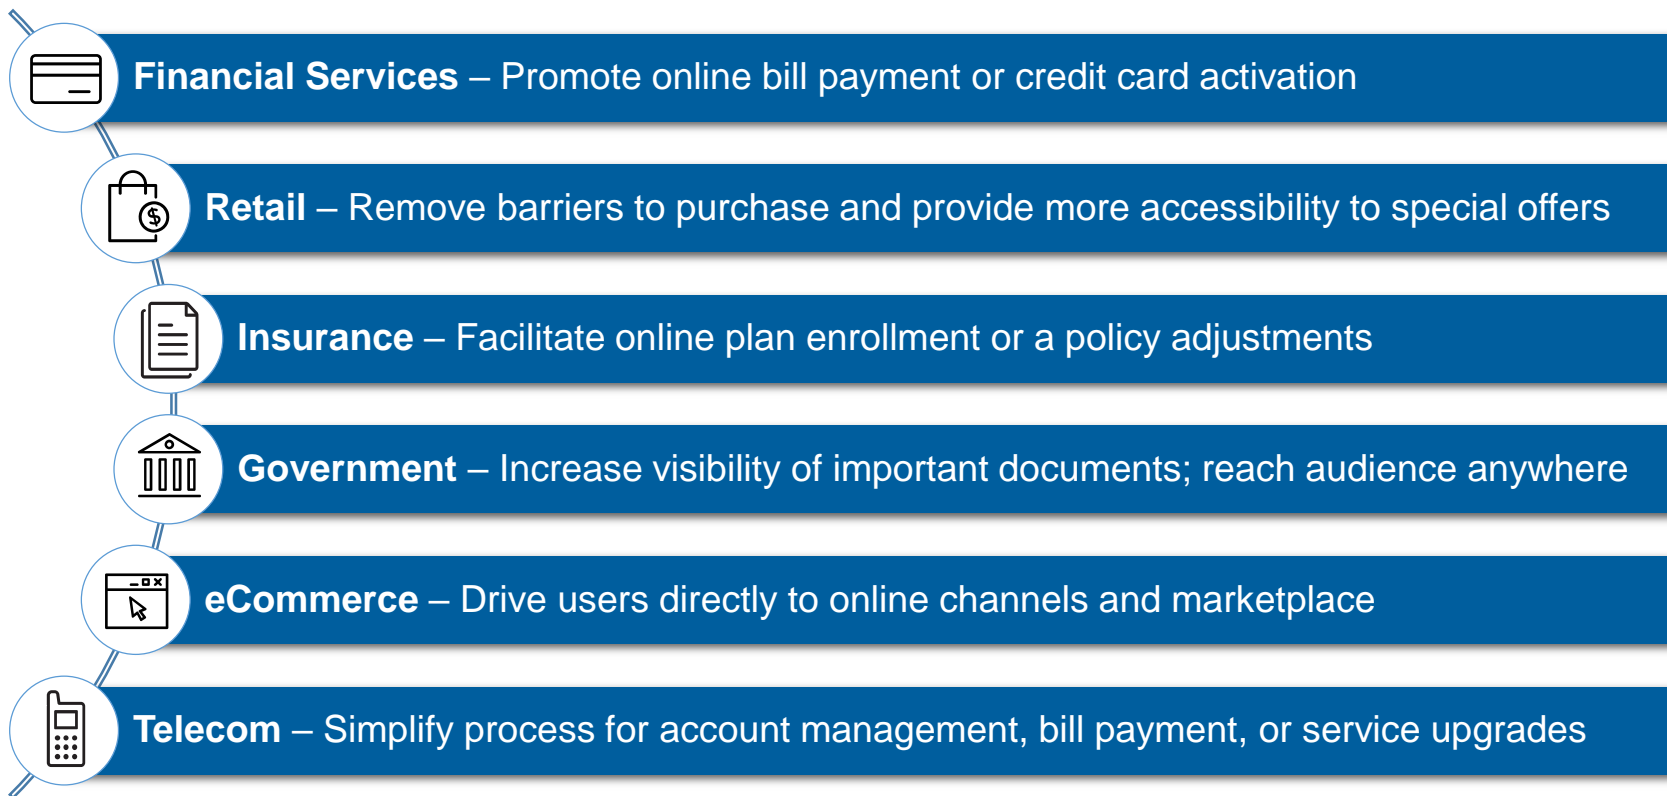 Financial Services – Promote online bill payment or credit card activation
Retail – Remove barriers to purchase and provide more accessibility to special offers
Insurance – Facilitate online plan enrollment or a policy adjustments
Government – Increase visibility of important documents; reach audience anywhere
eCommerce – Drive users directly to online channels and marketplace
Telecom – Simplify process for account management, bill payment, or service upgrades